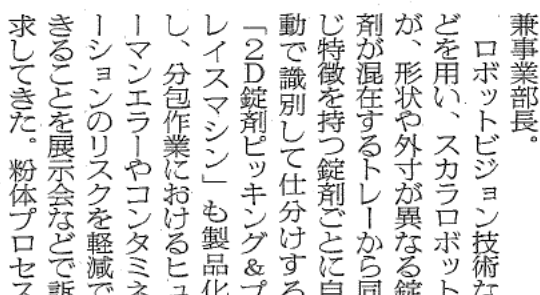 兼事業部長。
ロボットビジョン技術な
どを用い、スカラロボット
が、形状や外寸が異なる錠
剤が混在するトレーから同
じ特徴を持つ錠剤ごとに自
動で識別して仕分けする
「2D錠剤ピッキング&プ
レイスマシン」も製品化
し、分包作業におけるヒュ
ーマンエラーやコンタミネ
ーションのリスクを軽減で
きることを展示会などで訴
求してきた。粉体プロセス